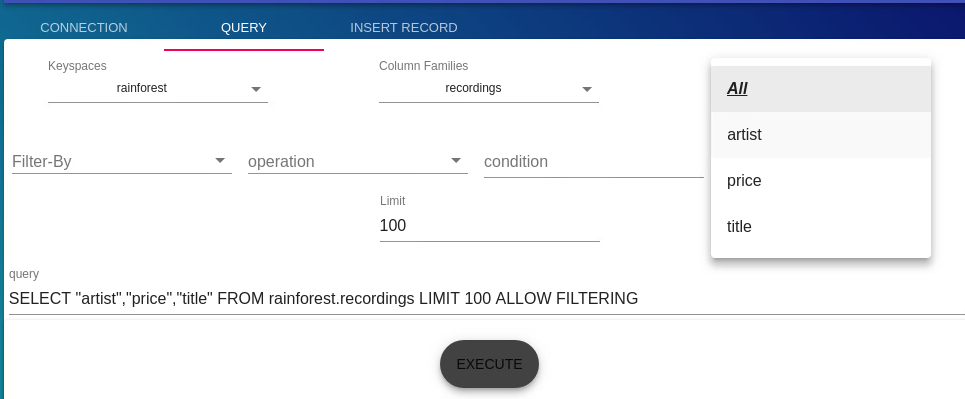 CONNECTION QUERY INSERT RECORD
Keyspaces Column Families
rainforest recordings
All
artist
price
title
Filter-By operation condition
Limit
100
query
SELECT "artist","price","title" FROM rainforest.recordings LIMIT 100 ALLOW FILTERING
EXECUTE